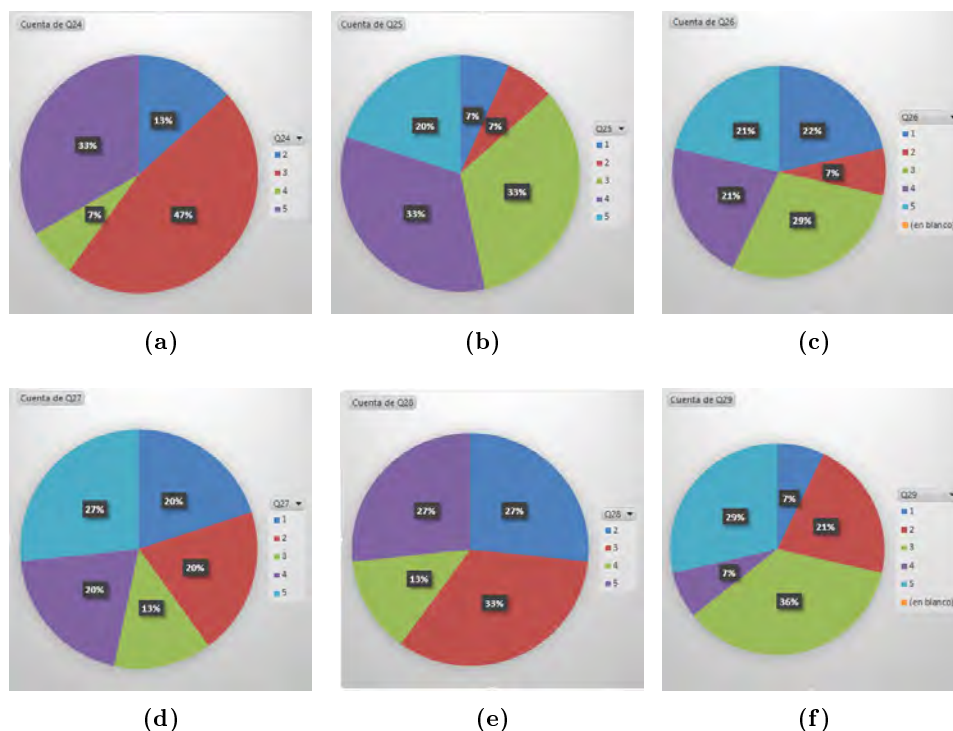 Cuenta de Q24
13%
33%
7%
47%
Q24
2
3
4
5
(a)
Cuenta de Q25
7%
7%
20%
33%
33%
Q25
1
2
3
4
5
(b)
Cuenta de Q26
22%
21%
7%
21%
29%
Q26
1
2
3
4
5
(en blanco)
(c)
Cuenta de Q27
20%
27%
20%
20%
13%
Q27
1
2
3
4
5
(d)
Cuenta de Q28
27%
27%
13%
33%
Q28
2
3
4
5
(e)
Cuenta de Q29
7%
29%
21%
7%
36%
Q29
1
2
3
4
5
(en blanco)
(f)